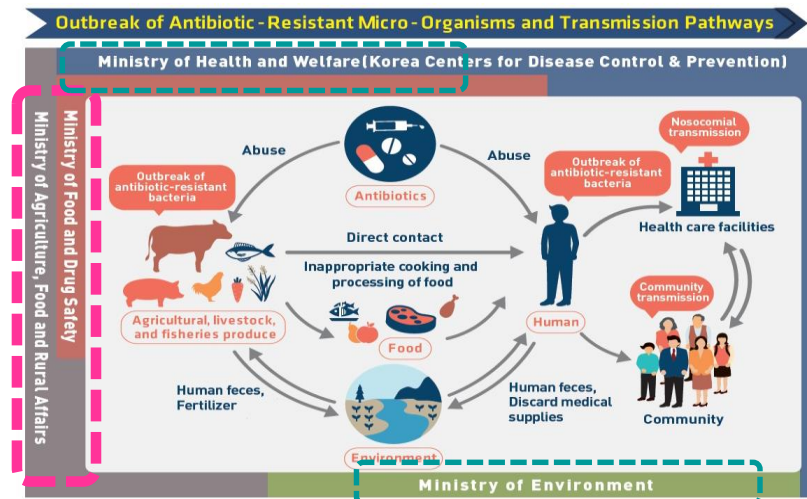 Outbreak of Antibiotic-Resistant Micro-Organisms and Transmission Pathways
Ministry of Health and Welfare(Korea Centers for Disease Control & Prevention)
Ministry of Agriculture, Food and Rural Affairs
Ministry of Food and Drug Safety
Abuse
Abuse
Antibiotics
Outbreak of
antibiotic-resistant
bacteria
Outbreak of
antibiotic-resistant
bacteria
Nosocomial
transmission
Health care facilities
Direct contact
Inappropriate cooking and
processing of food
Agricultural, livestock,
and fisheries produce
Food
Human
Community
transmission
Community
Human feces,
Fertilizer
Human feces,
Discard medical
supplies
Environment
Ministry of Environment